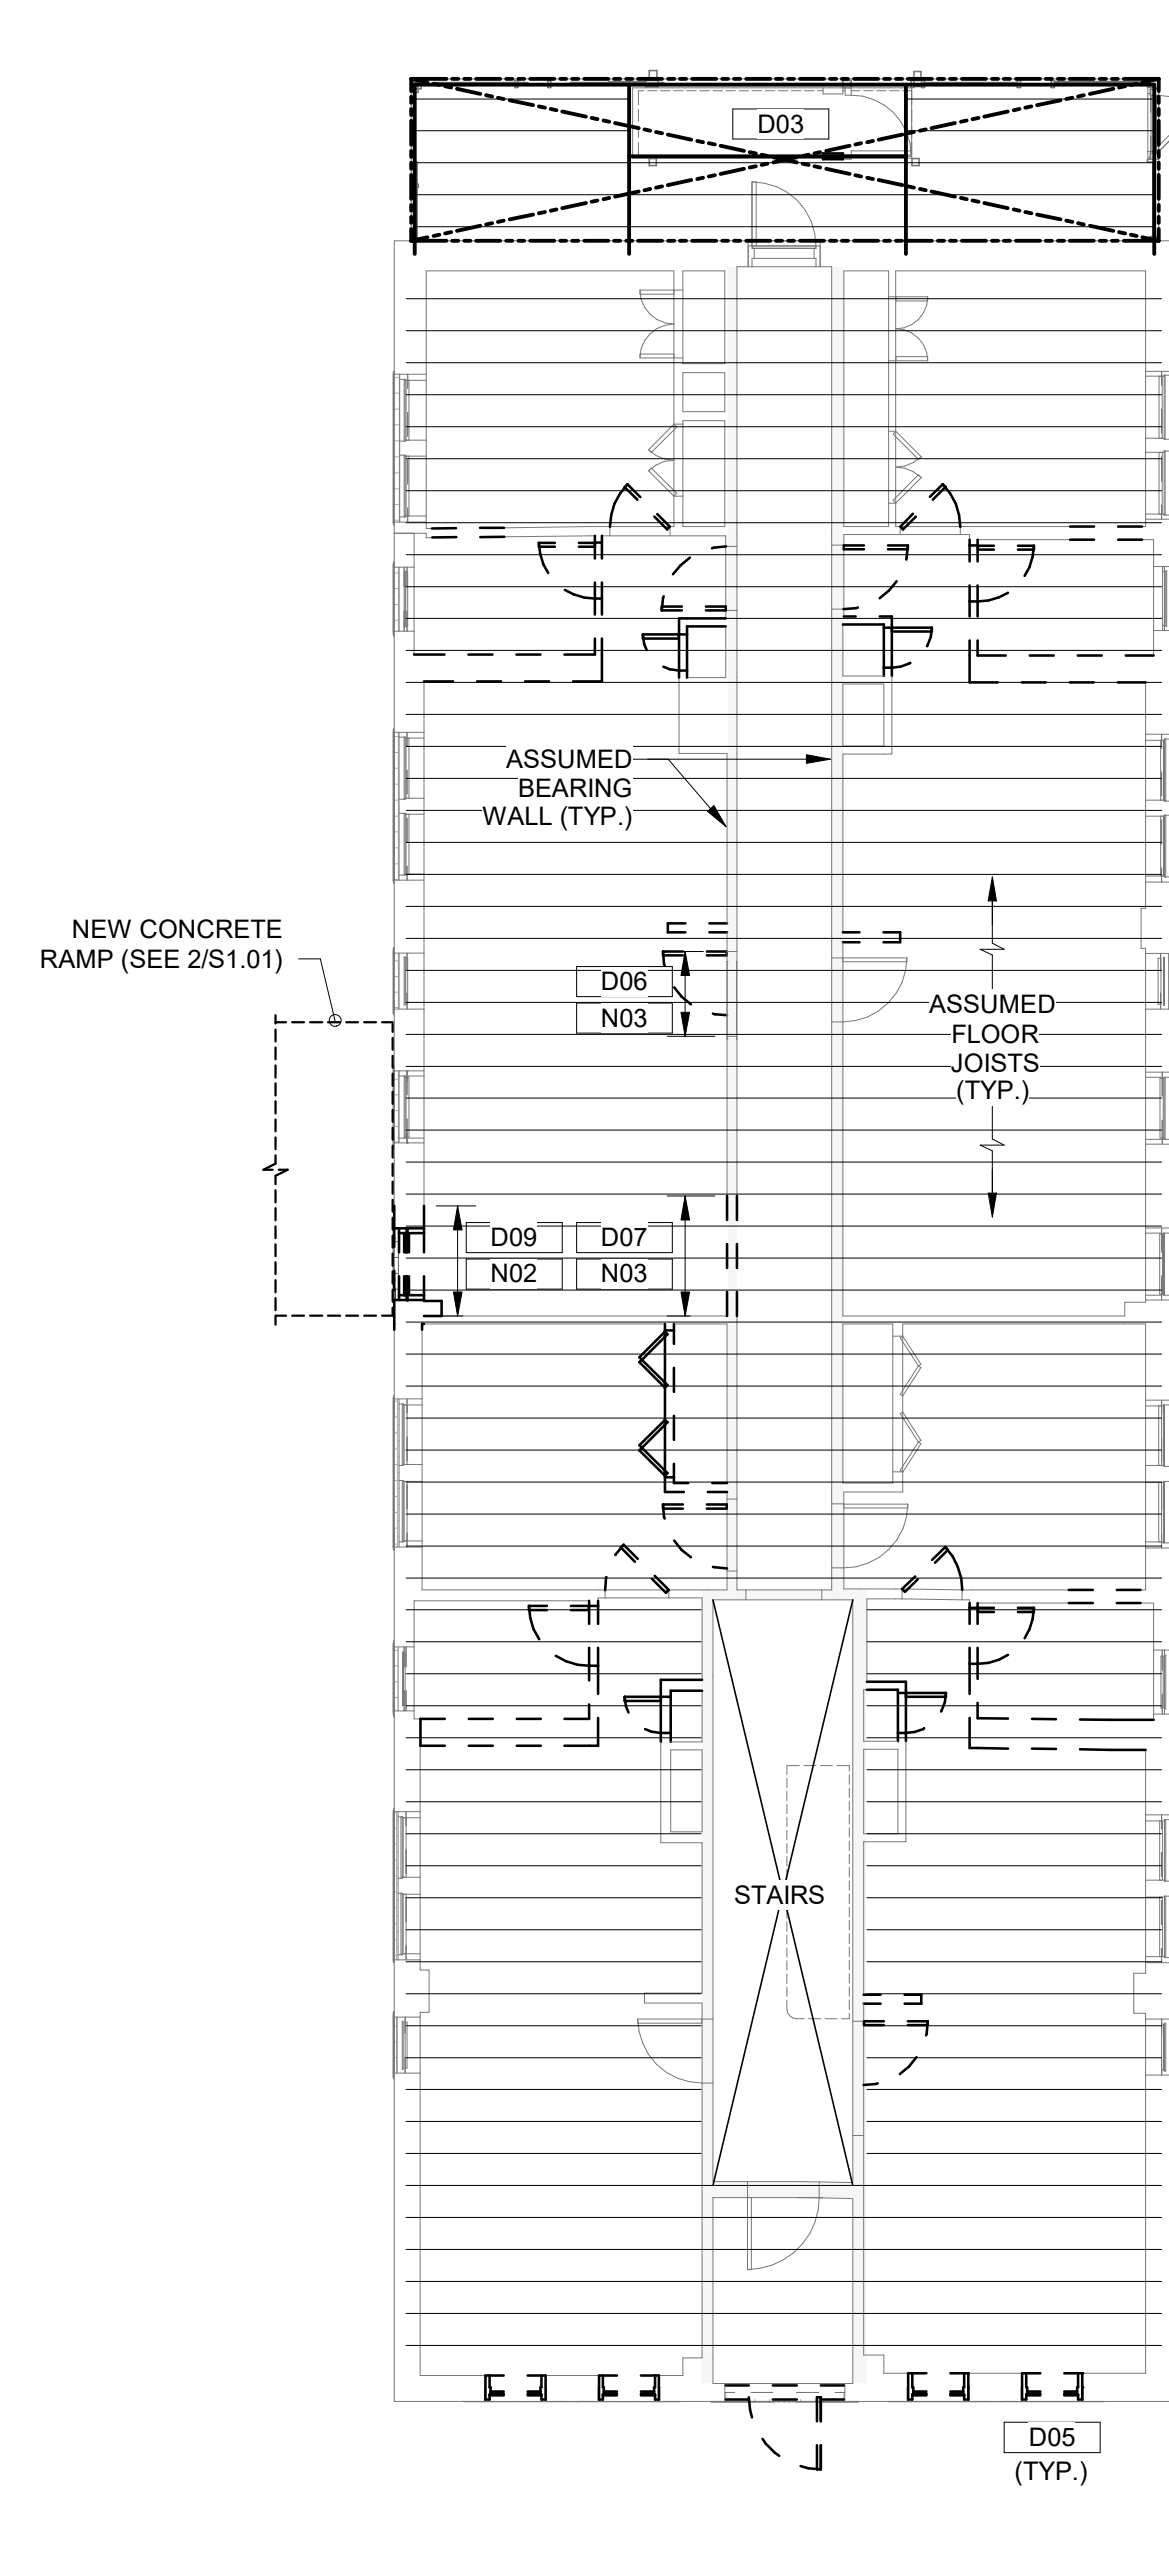 D03
ASSUMED
BEARING
WALL (TYP.)
NEW CONCRETE
RAMP (SEE 2/S1.01)
D06
N03
ASSUMED
FLOOR
JOISTS
(TYP.)
D09 D07
N02 N03
STAIRS
D05
(TYP.)